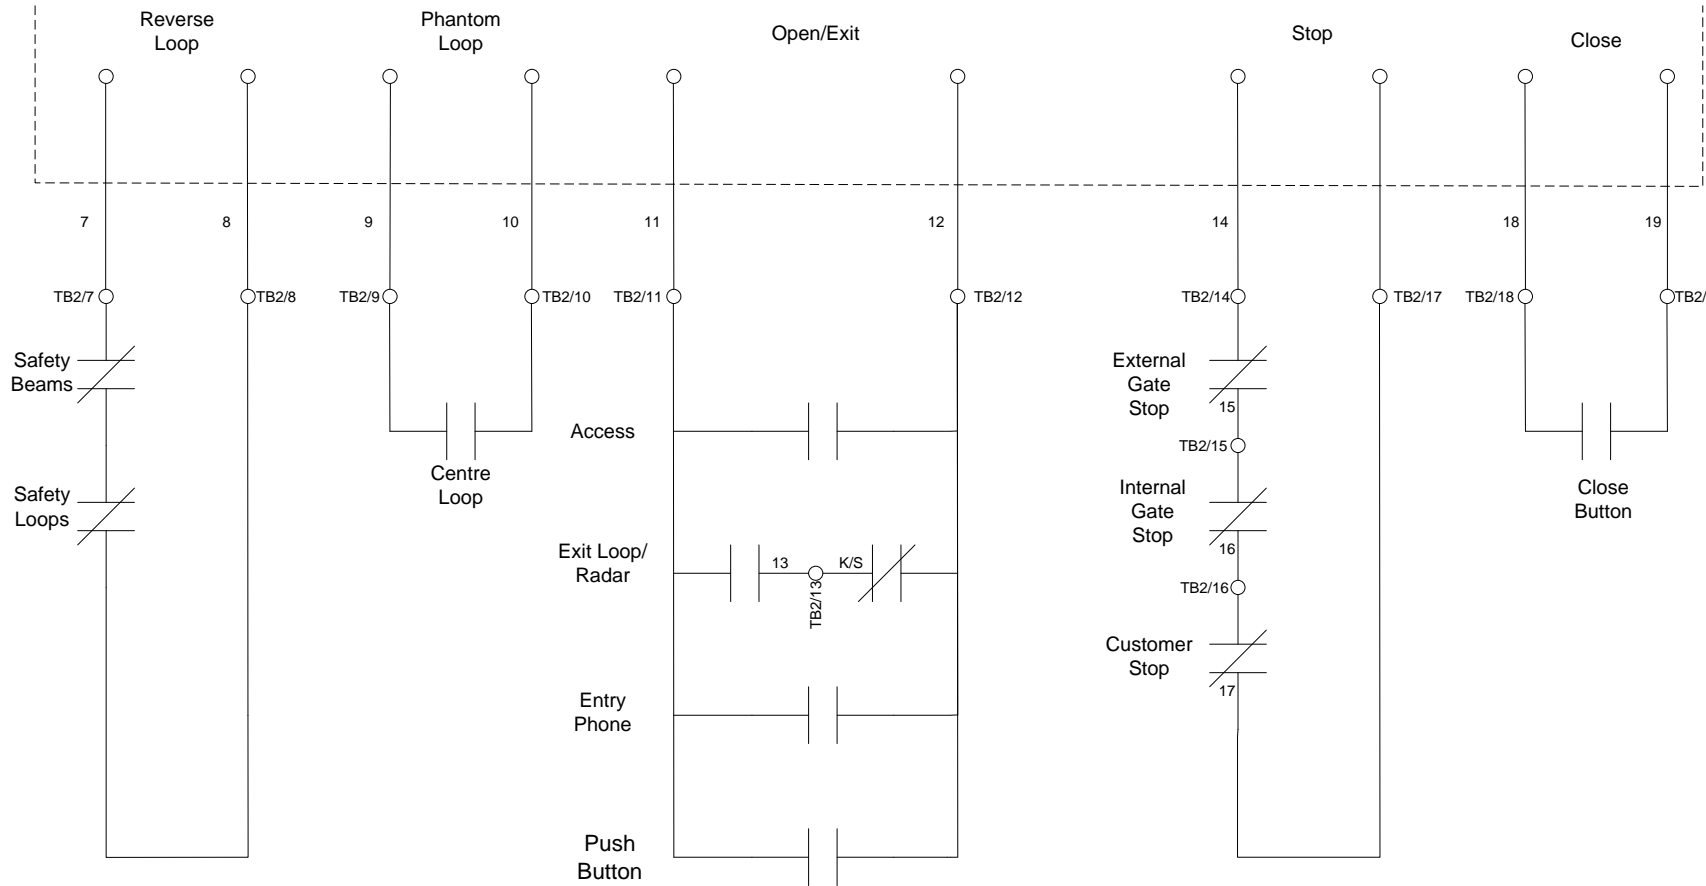 Reverse
Loop
Phantom
Loop
Open/Exit
Stop
Close
7
8
9
10
11
12
14
18
19
TB2/7
TB2/8
TB2/9
TB2/10
TB2/11
TB2/12
TB2/14
TB2/17
TB2/18
TB2/
Safety
Beams
External
Gate
Stop
15
Access
TB2/15
Centre
Loop
Safety
Loops
Internal
Gate
Stop
16
Close
Button
Exit Loop/
Radar
13
K/S
TB2/13
TB2/16
Customer
Stop
17
Entry
Phone
Push
Button